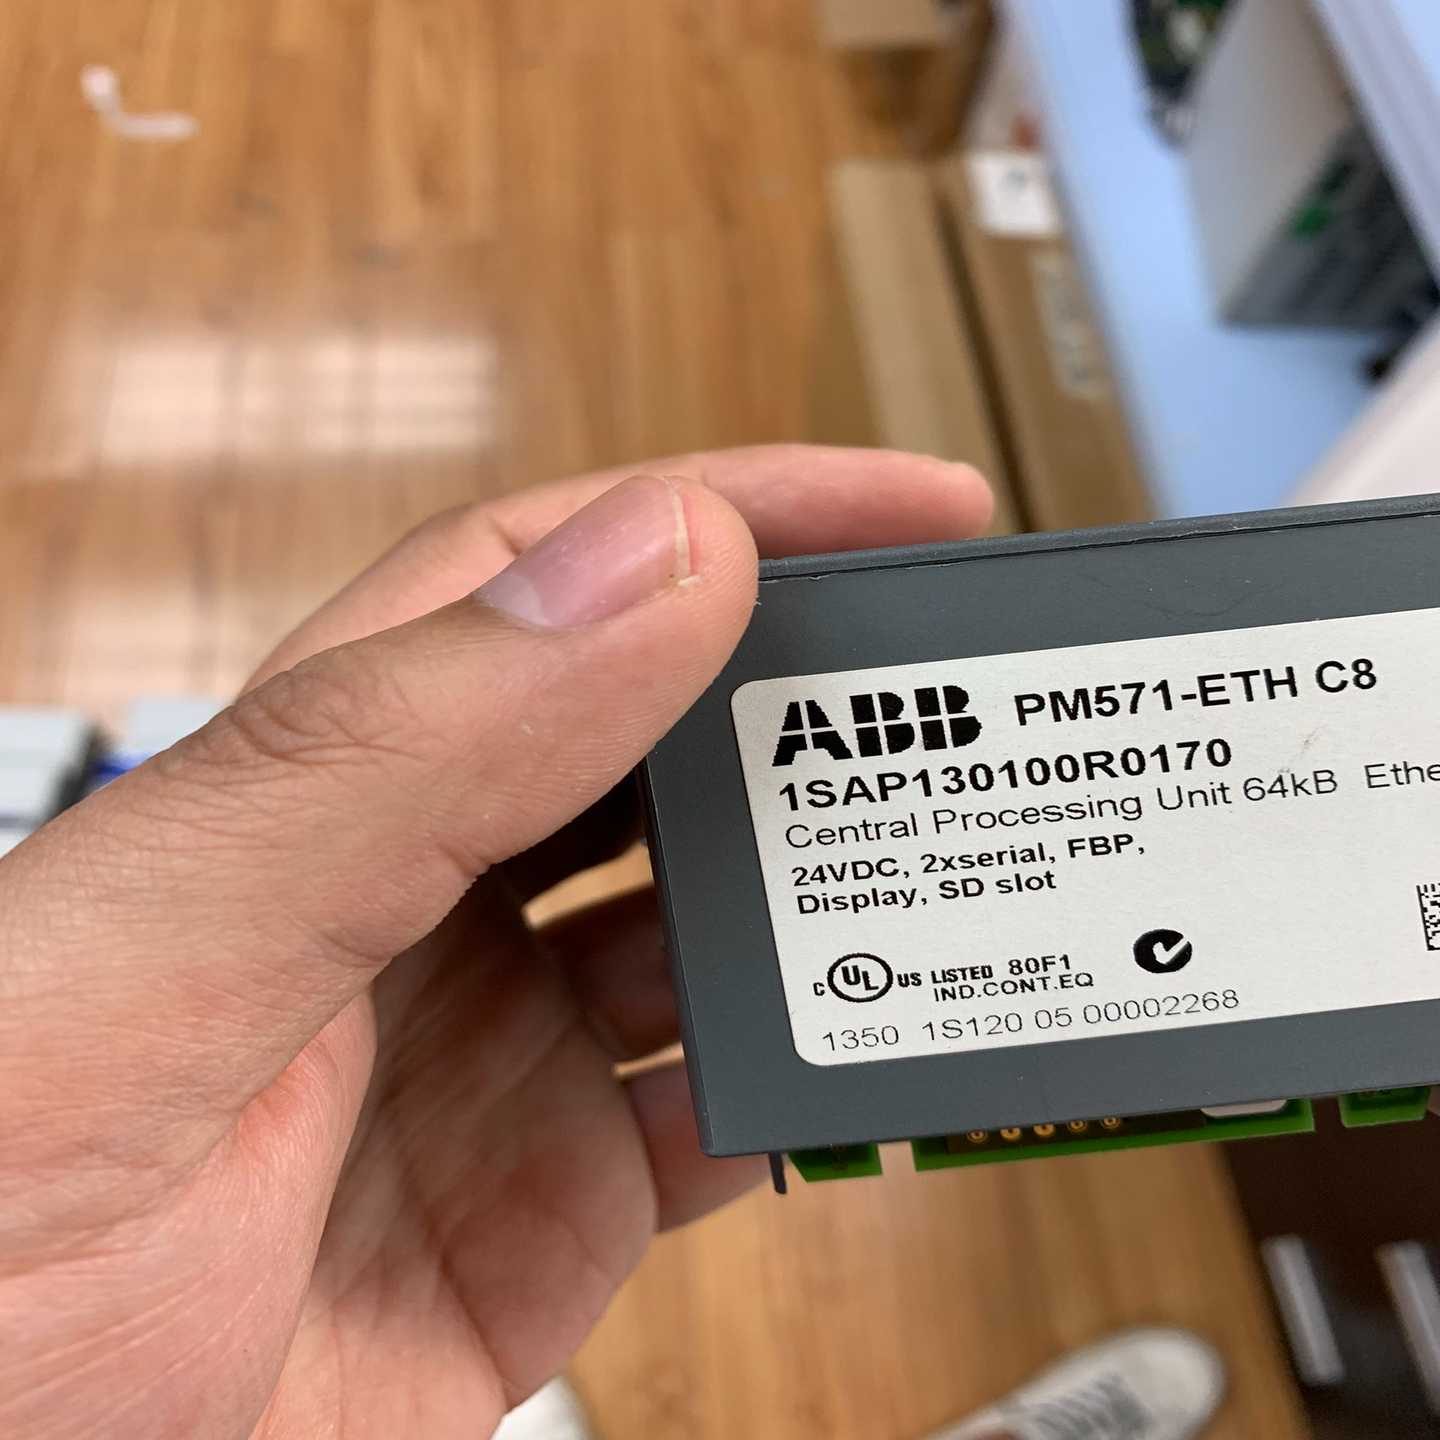 ABB PM571-ETH C8
1SAP130100R0170
Central Processing Unit 64kB Ethe
24VDC, 2xserial, FBP,
Display, SD slot
C UL US LISTED 80F1
IND.CONT.EQ
1350 1S120 05 00002268